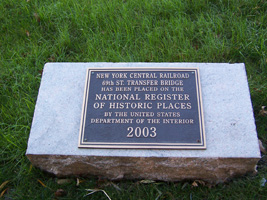 NEW YORK CENTRAL RAILROAD
69th ST. TRANSFER BRIDGE
HAS BEEN PLACED ON THE
NATIONAL REGISTER
OF HISTORIC PLACES
BY THE UNITED STATES
DEPARTMENT OF THE INTERIOR
2003